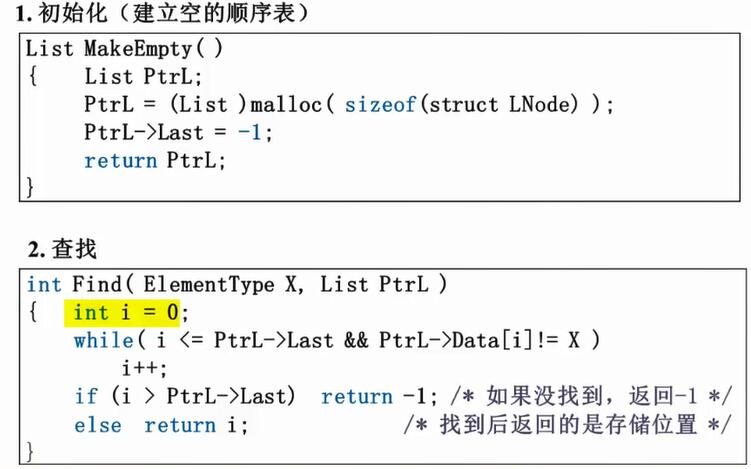 1. 初始化（建立空的顺序表）
List MakeEmpty( )
{    List PtrL;
     PtrL = (List )malloc( sizeof(struct LNode) );
     PtrL->Last = -1;
     return PtrL;
}
2. 查找
int Find( ElementType X, List PtrL )
{  int i = 0;
    while( i <= PtrL->Last && PtrL->Data[i]!= X )
        i++;
    if (i > PtrL->Last)  return -1; /* 如果没找到，返回-1 */
    else  return i;             /* 找到后返回的是存储位置 */
}